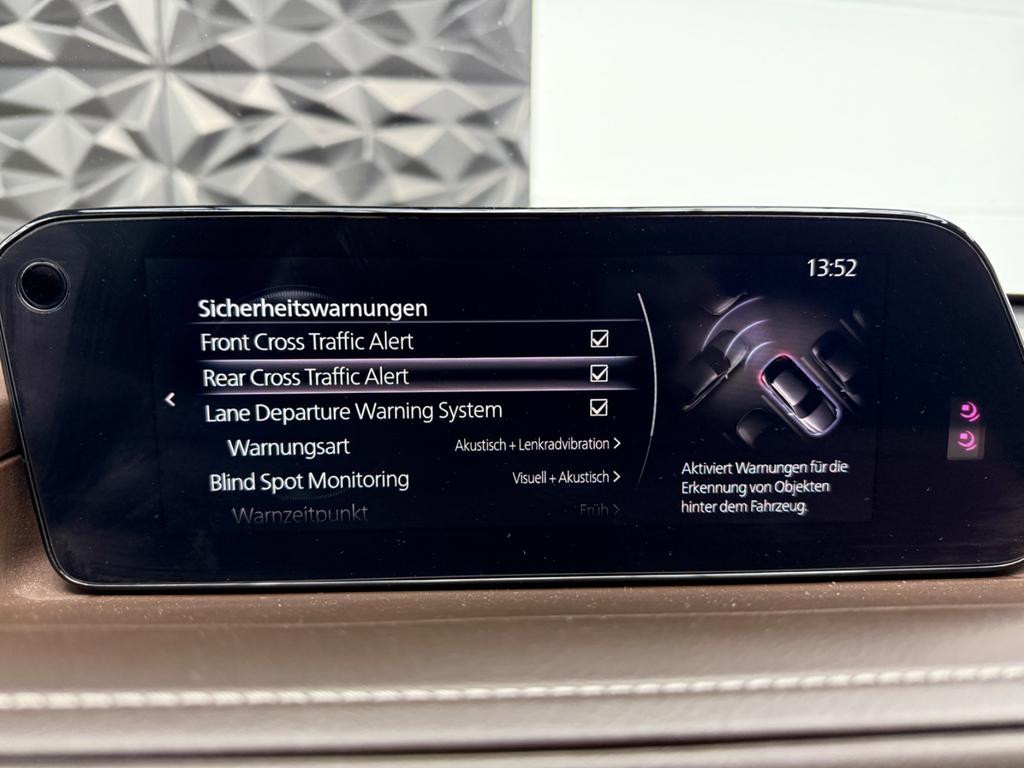 13:52
Sicherheitswarnungen
Front Cross Traffic Alert
Rear Cross Traffic Alert
Lane Departure Warning System
Warnungsart Akustisch + Lenkradvibration >
Blind Spot Monitoring Visuell + Akustisch >
Warnzeitpunkt Früh >
Aktiviert Warnungen für die
Erkennung von Objekten
hinter dem Fahrzeug.